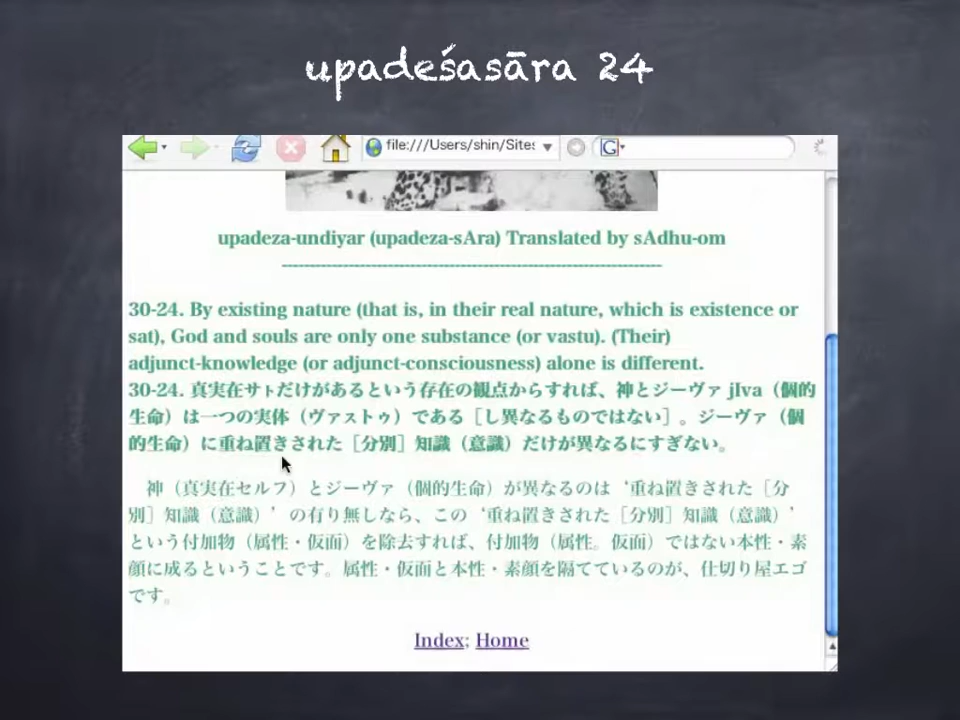 upadeśasāra 24
file:///Users/shin/Site:
G
upadeza-undiyar (upadeza-sAra) Translated by sAdhu-om
-----------------------------------------------------------------------
30-24. By existing nature (that is, in their real nature, which is existence or
sat), God and souls are only one substance (or vastu). (Their)
adjunct-knowledge (or adjunct-consciousness) alone is different.
30-24. 真実在サﾄだけがあるという存在の観点からすれば、神とジーヴァ jIva（個的
生命）は一つの実体（ヴァストゥ）である［し異なるものではない］。ジーヴァ（個
的生命）に重ね置きされた［分別］知識（意識）だけが異なるにすぎない。
神（真実在セルフ）とジーヴァ（個的生命）が異なるのは‘重ね置きされた［分
別］知識（意識）’の有り無しなら、この‘重ね置きされた［分別］知識（意識）’
という付加物（属性・仮面）を除去すれば、付加物（属性。仮面）ではない本性・素
顔に成るということです。属性・仮面と本性・素顔を隔てているのが、仕切り屋エゴ
です。
Index; Home